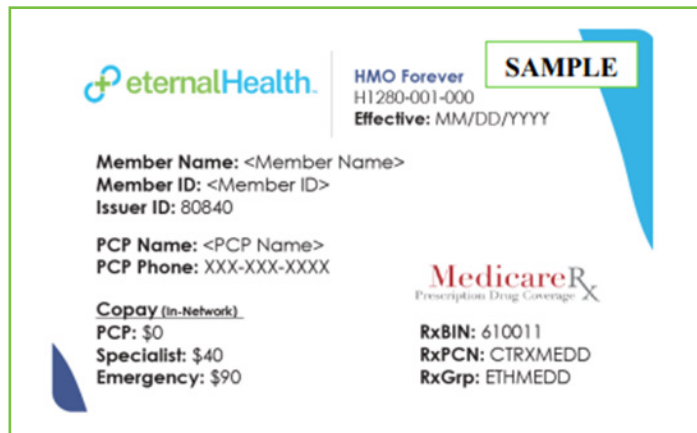 eternalHealth
HMO Forever
H1280-001-000
Effective: MM/DD/YYYY
SAMPLE
Member Name: <Member Name>
Member ID: <Member ID>
Issuer ID: 80840
PCP Name: <PCP Name>
PCP Phone: XXX-XXX-XXXX
MedicareRx
Prescription Drug Coverage
Copay (In-Network)
PCP: $0
Specialist: $40
Emergency: $90
RxBIN: 610011
RxPCN: CTRXMEDD
RxGrp: ETHMEDD